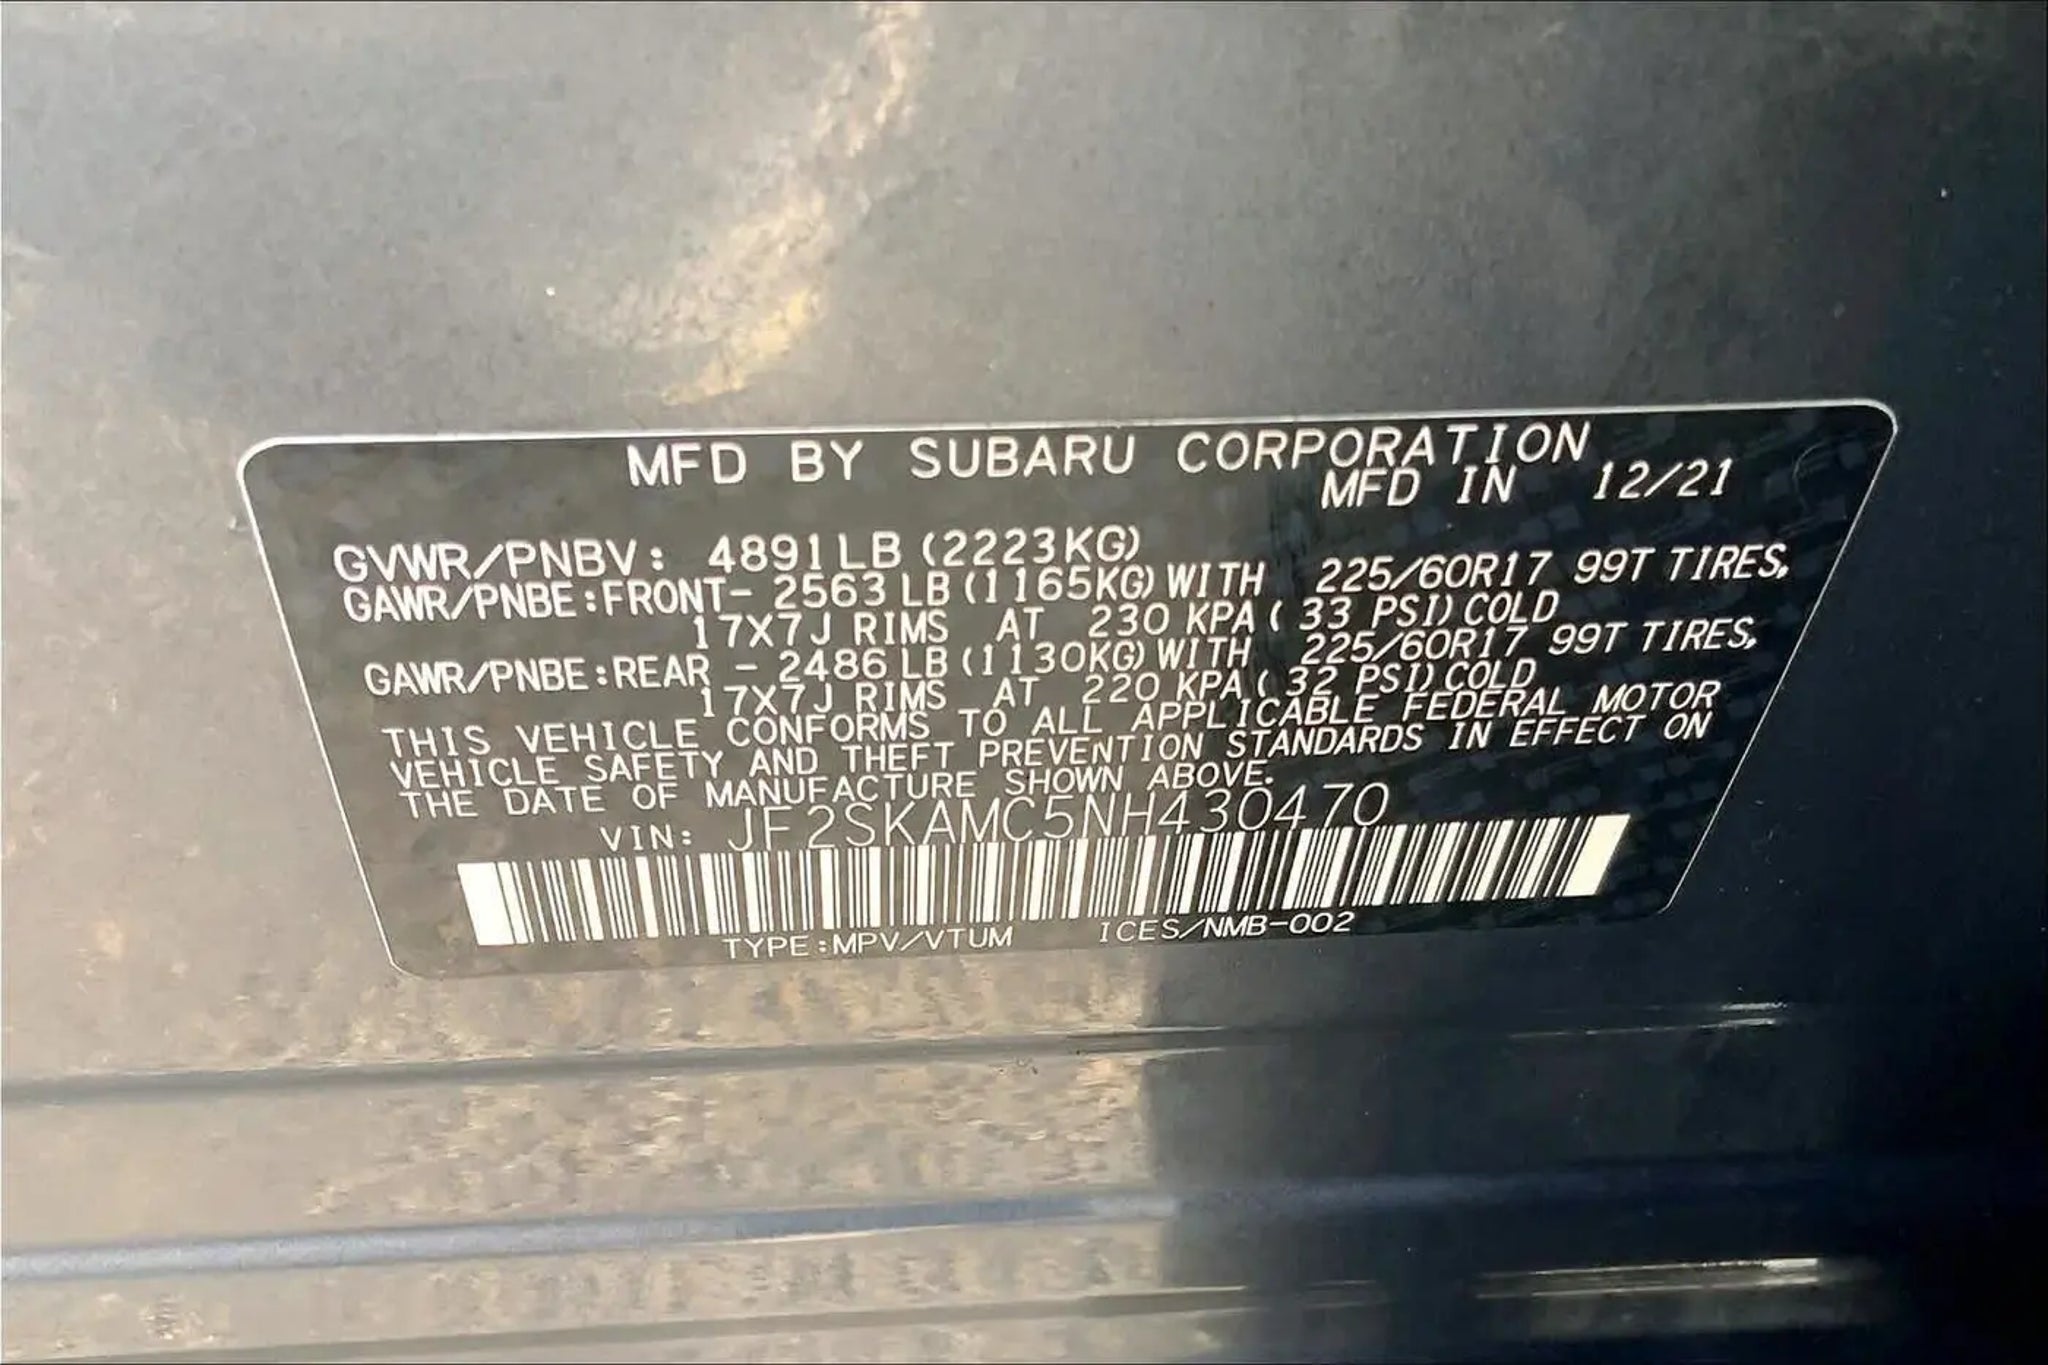 MFD BY SUBARU CORPORATION
MFD IN 12/21
GVWR/PNBV: 4891LB (2223KG)
GAWR/PNBE:FRONT- 2563 LB (1165KG) WITH 225/60R17 99T TIRES,
17X7J RIMS AT 230 KPA ( 33 PSI) COLD
GAWR/PNBE:REAR - 2486 LB (1130KG) WITH 225/60R17 99T TIRES,
17X7J RIMS AT 220 KPA ( 32 PSI) COLD
THIS VEHICLE CONFORMS TO ALL APPLICABLE FEDERAL MOTOR
VEHICLE SAFETY AND THEFT PREVENTION STANDARDS IN EFFECT ON
THE DATE OF MANUFACTURE SHOWN ABOVE.
VIN: JF2SKAMC5NH430470
TYPE:MPV/VTUM ICES/NMB-002